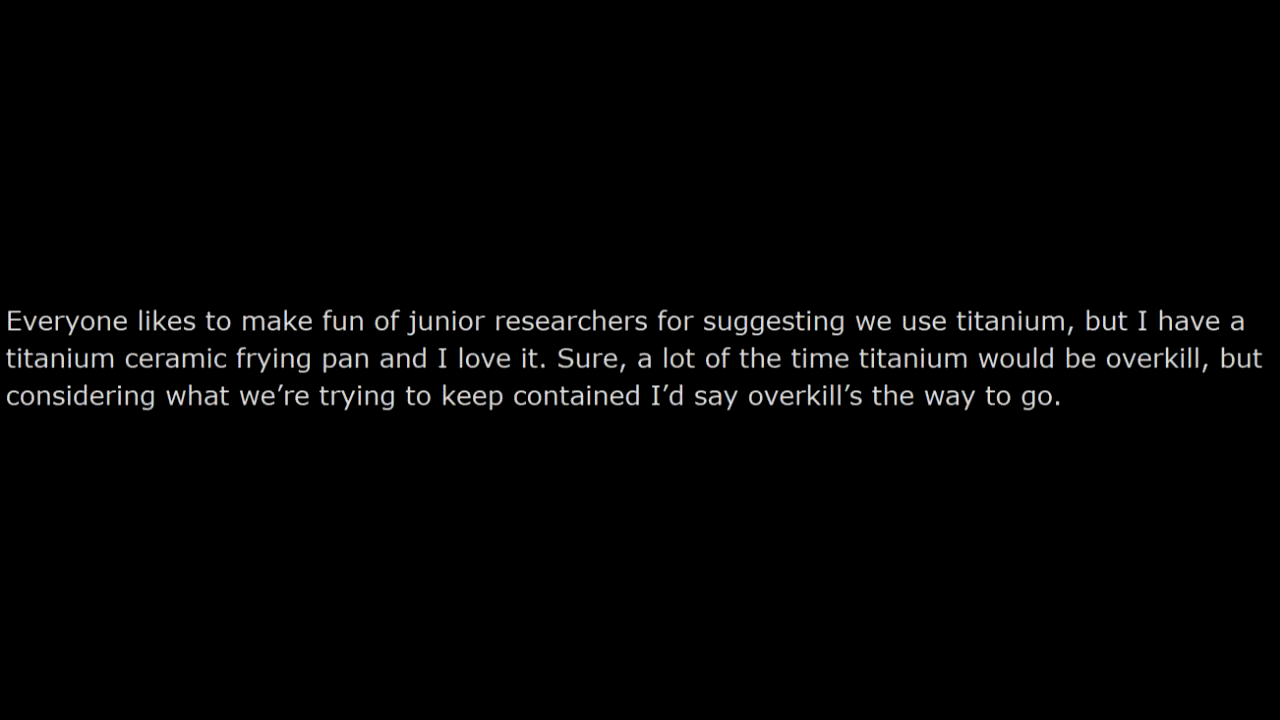 Everyone likes to make fun of junior researchers for suggesting we use titanium, but I have a
titanium ceramic frying pan and I love it. Sure, a lot of the time titanium would be overkill, but
considering what we’re trying to keep contained I’d say overkill’s the way to go.